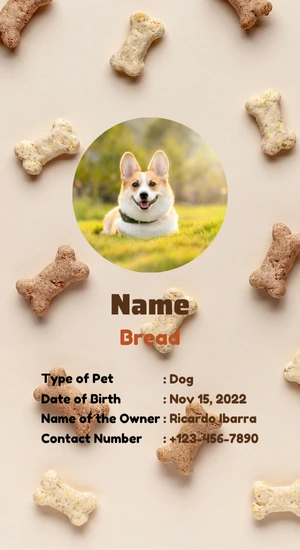 Name
Bread
Type of Pet : Dog
Date of Birth : Nov 15, 2022
Name of the Owner : Ricardo Ibarra
Contact Number : +123-456-7890